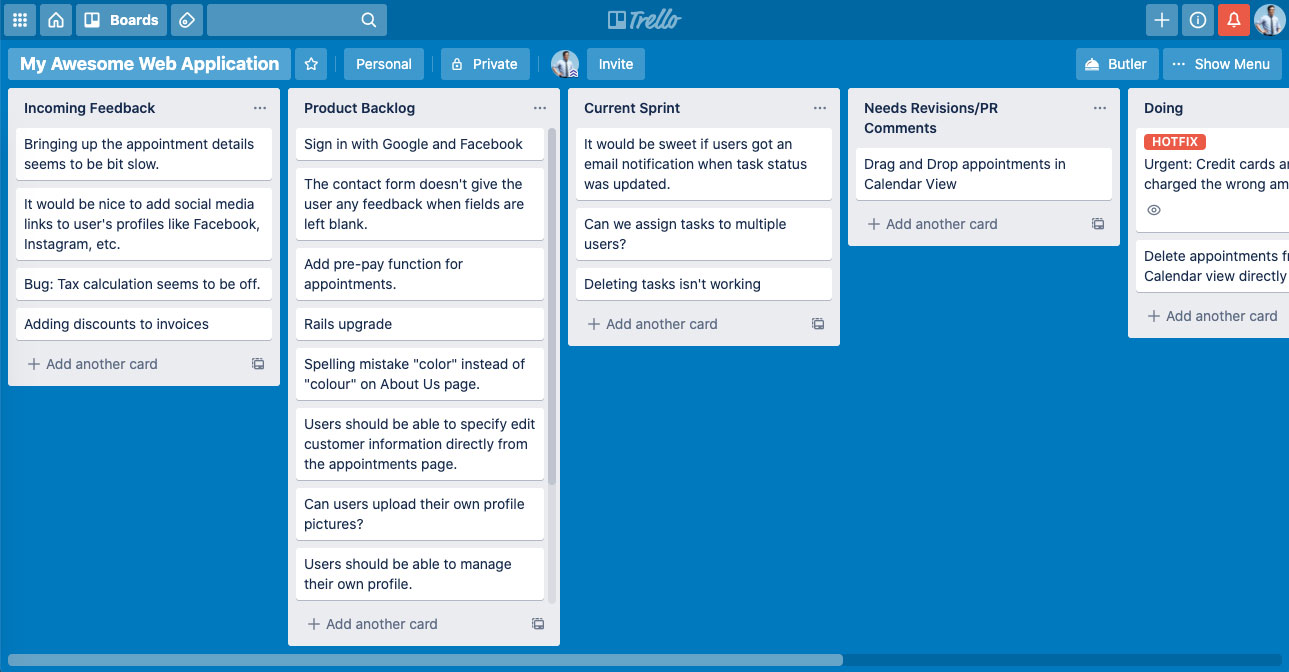 Boards
Trello
My Awesome Web Application
Personal
Private
Invite
Butler
··· Show Menu
Incoming Feedback ···
Bringing up the appointment details
seems to be bit slow.
It would be nice to add social media
links to user's profiles like Facebook,
Instagram, etc.
Bug: Tax calculation seems to be off.
Adding discounts to invoices
+ Add another card
Product Backlog ···
Sign in with Google and Facebook
The contact form doesn't give the
user any feedback when fields are
left blank.
Add pre-pay function for
appointments.
Rails upgrade
Spelling mistake "color" instead of
"colour" on About Us page.
Users should be able to specify edit
customer information directly from
the appointments page.
Can users upload their own profile
pictures?
Users should be able to manage
their own profile.
+ Add another card
Current Sprint ···
It would be sweet if users got an
email notification when task status
was updated.
Can we assign tasks to multiple
users?
Deleting tasks isn't working
+ Add another card
Needs Revisions/PR ···
Comments
Drag and Drop appointments in
Calendar View
+ Add another card
Doing
HOTFIX
Urgent: Credit cards
charged the wrong
Delete appointments
Calendar view directly
+ Add another card